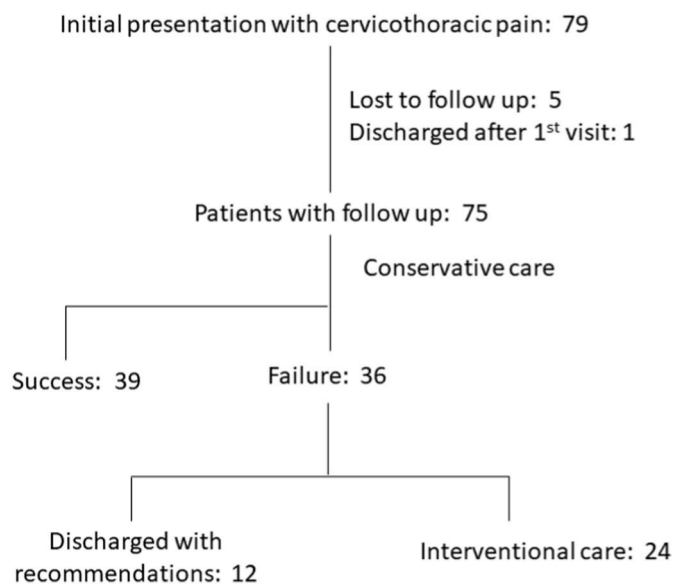 Initial presentation with cervicothoracic pain: 79
Lost to follow up: 5
Discharged after 1st visit: 1
Patients with follow up: 75
Conservative care
Success: 39
Failure: 36
Discharged with
recommendations: 12
Interventional care: 24